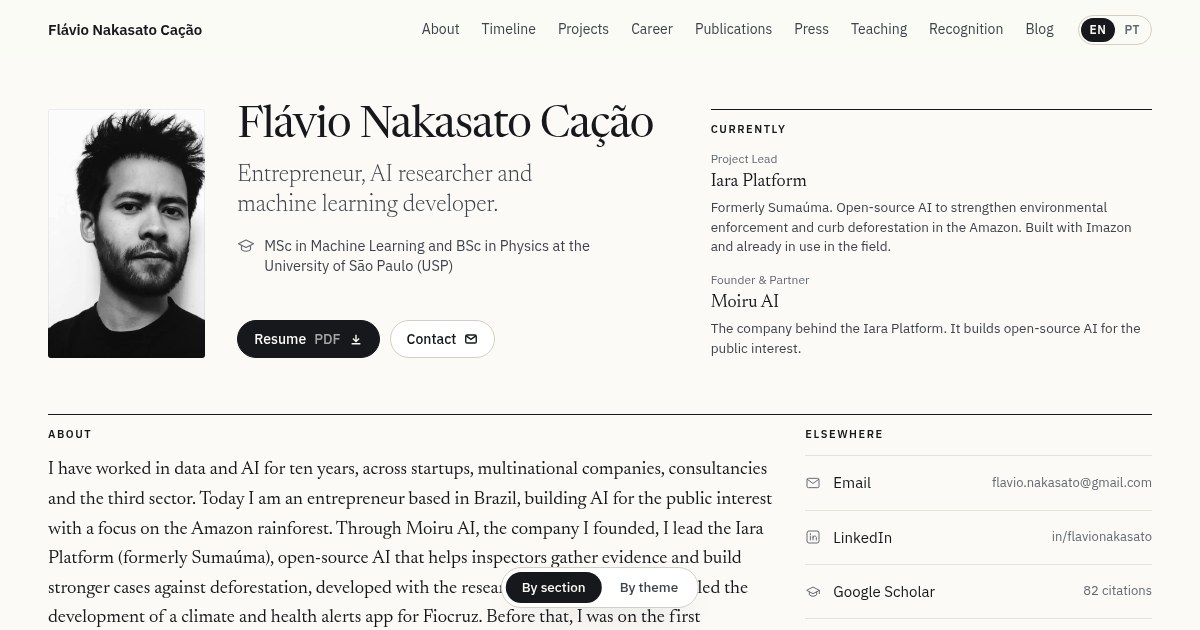 Flávio Nakasato Cação
About Timeline Projects Career Publications Press Teaching Recognition Blog EN PT
Flávio Nakasato Cação
Entrepreneur, AI researcher and
machine learning developer.
MSc in Machine Learning and BSc in Physics at the
University of São Paulo (USP)
Resume PDF
Contact
CURRENTLY
Project Lead
Iara Platform
Formerly Sumaúma. Open-source AI to strengthen environmental
enforcement and curb deforestation in the Amazon. Built with Imazon
and already in use in the field.
Founder & Partner
Moiru AI
The company behind the Iara Platform. It builds open-source AI for the
public interest.
ABOUT
I have worked in data and AI for ten years, across startups, multinational companies, consultancies
and the third sector. Today I am an entrepreneur based in Brazil, building AI for the public interest
with a focus on the Amazon rainforest. Through Moiru AI, the company I founded, I lead the Iara
Platform (formerly Sumaúma), open-source AI that helps inspectors gather evidence and build
stronger cases against deforestation, developed with the led the
development of a climate and health alerts app for Fiocruz. Before that, I was on the first
By section By theme
ELSEWHERE
Email flavio.nakasato@gmail.com
LinkedIn in/flavionakasato
Google Scholar 82 citations